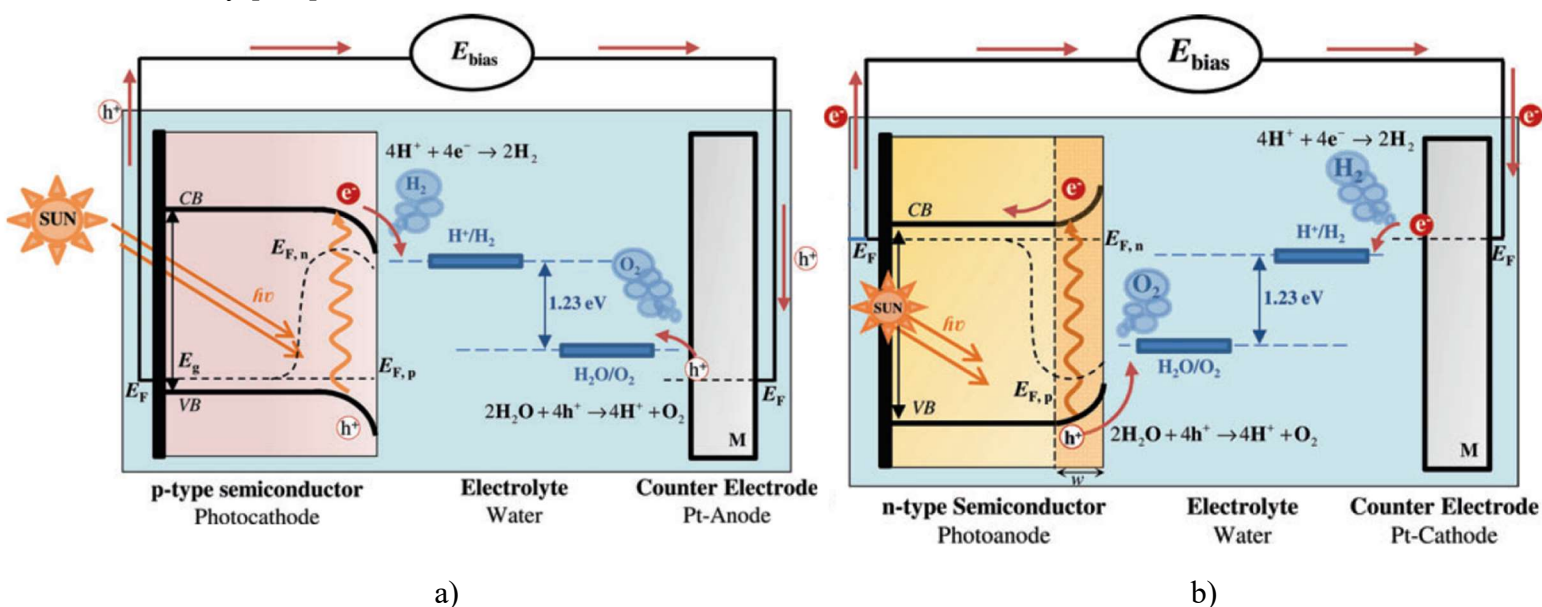 E_bias
h⁺
4H⁺ + 4e⁻ → 2H₂
e⁻
H₂
CB
SUN
E_F, n
H⁺/H₂
O₂
h⁺
hν
1.23 eV
E_g
E_F, p
h⁺
E_F
E_F
VB
H₂O/O₂
2H₂O + 4h⁺ → 4H⁺ + O₂
h⁺
M
p-type semiconductor
Photocathode
Electrolyte
Water
Counter Electrode
Pt-Anode
a)
E_bias
e⁻
e⁻
4H⁺ + 4e⁻ → 2H₂
H₂
e⁻
CB
e⁻
H⁺/H₂
E_F
E_F, n
E_F
O₂
SUN
hν
1.23 eV
E_g
E_F, p
H₂O/O₂
VB
h⁺
2H₂O + 4h⁺ → 4H⁺ + O₂
M
w
n-type Semiconductor
Photoanode
Electrolyte
Water
Counter Electrode
Pt-Cathode
b)